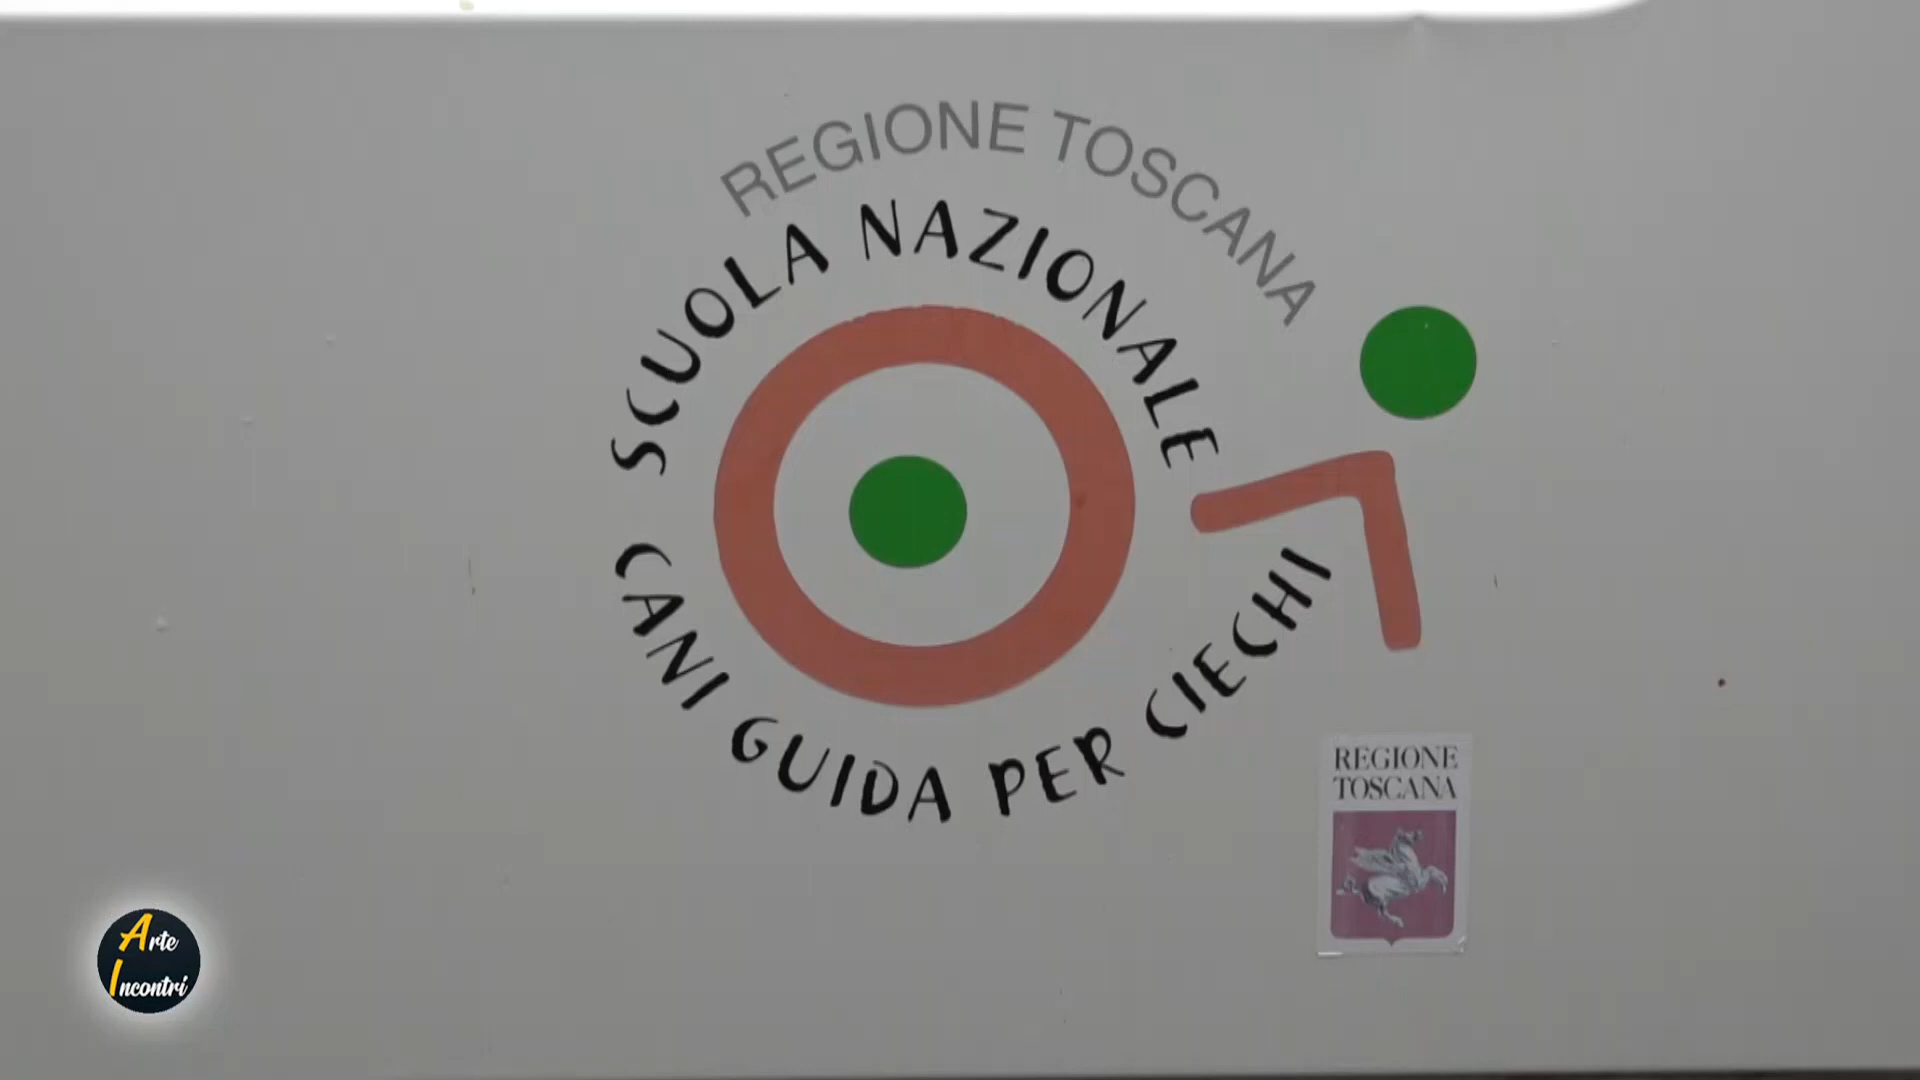 REGIONE TOSCANA
SCUOLA NAZIONALE
CANI GUIDA PER CIECHI
REGIONE
TOSCANA
Arte
Incontri